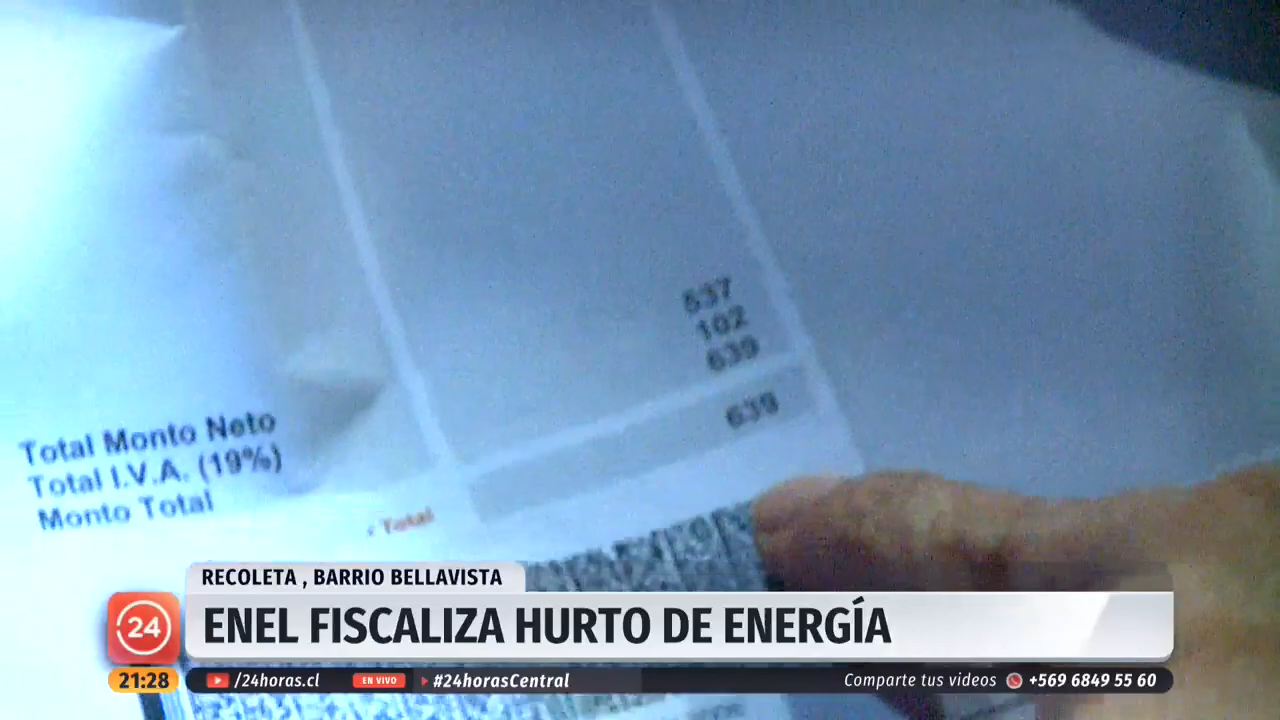 537
102
639
639
Total Monto Neto
Total I.V.A. (19%)
Monto Total
Total
RECOLETA , BARRIO BELLAVISTA
24
ENEL FISCALIZA HURTO DE ENERGÍA
21:28
/24horas.cl
EN VIVO
#24horasCentral
Comparte tus videos
+569 6849 55 60